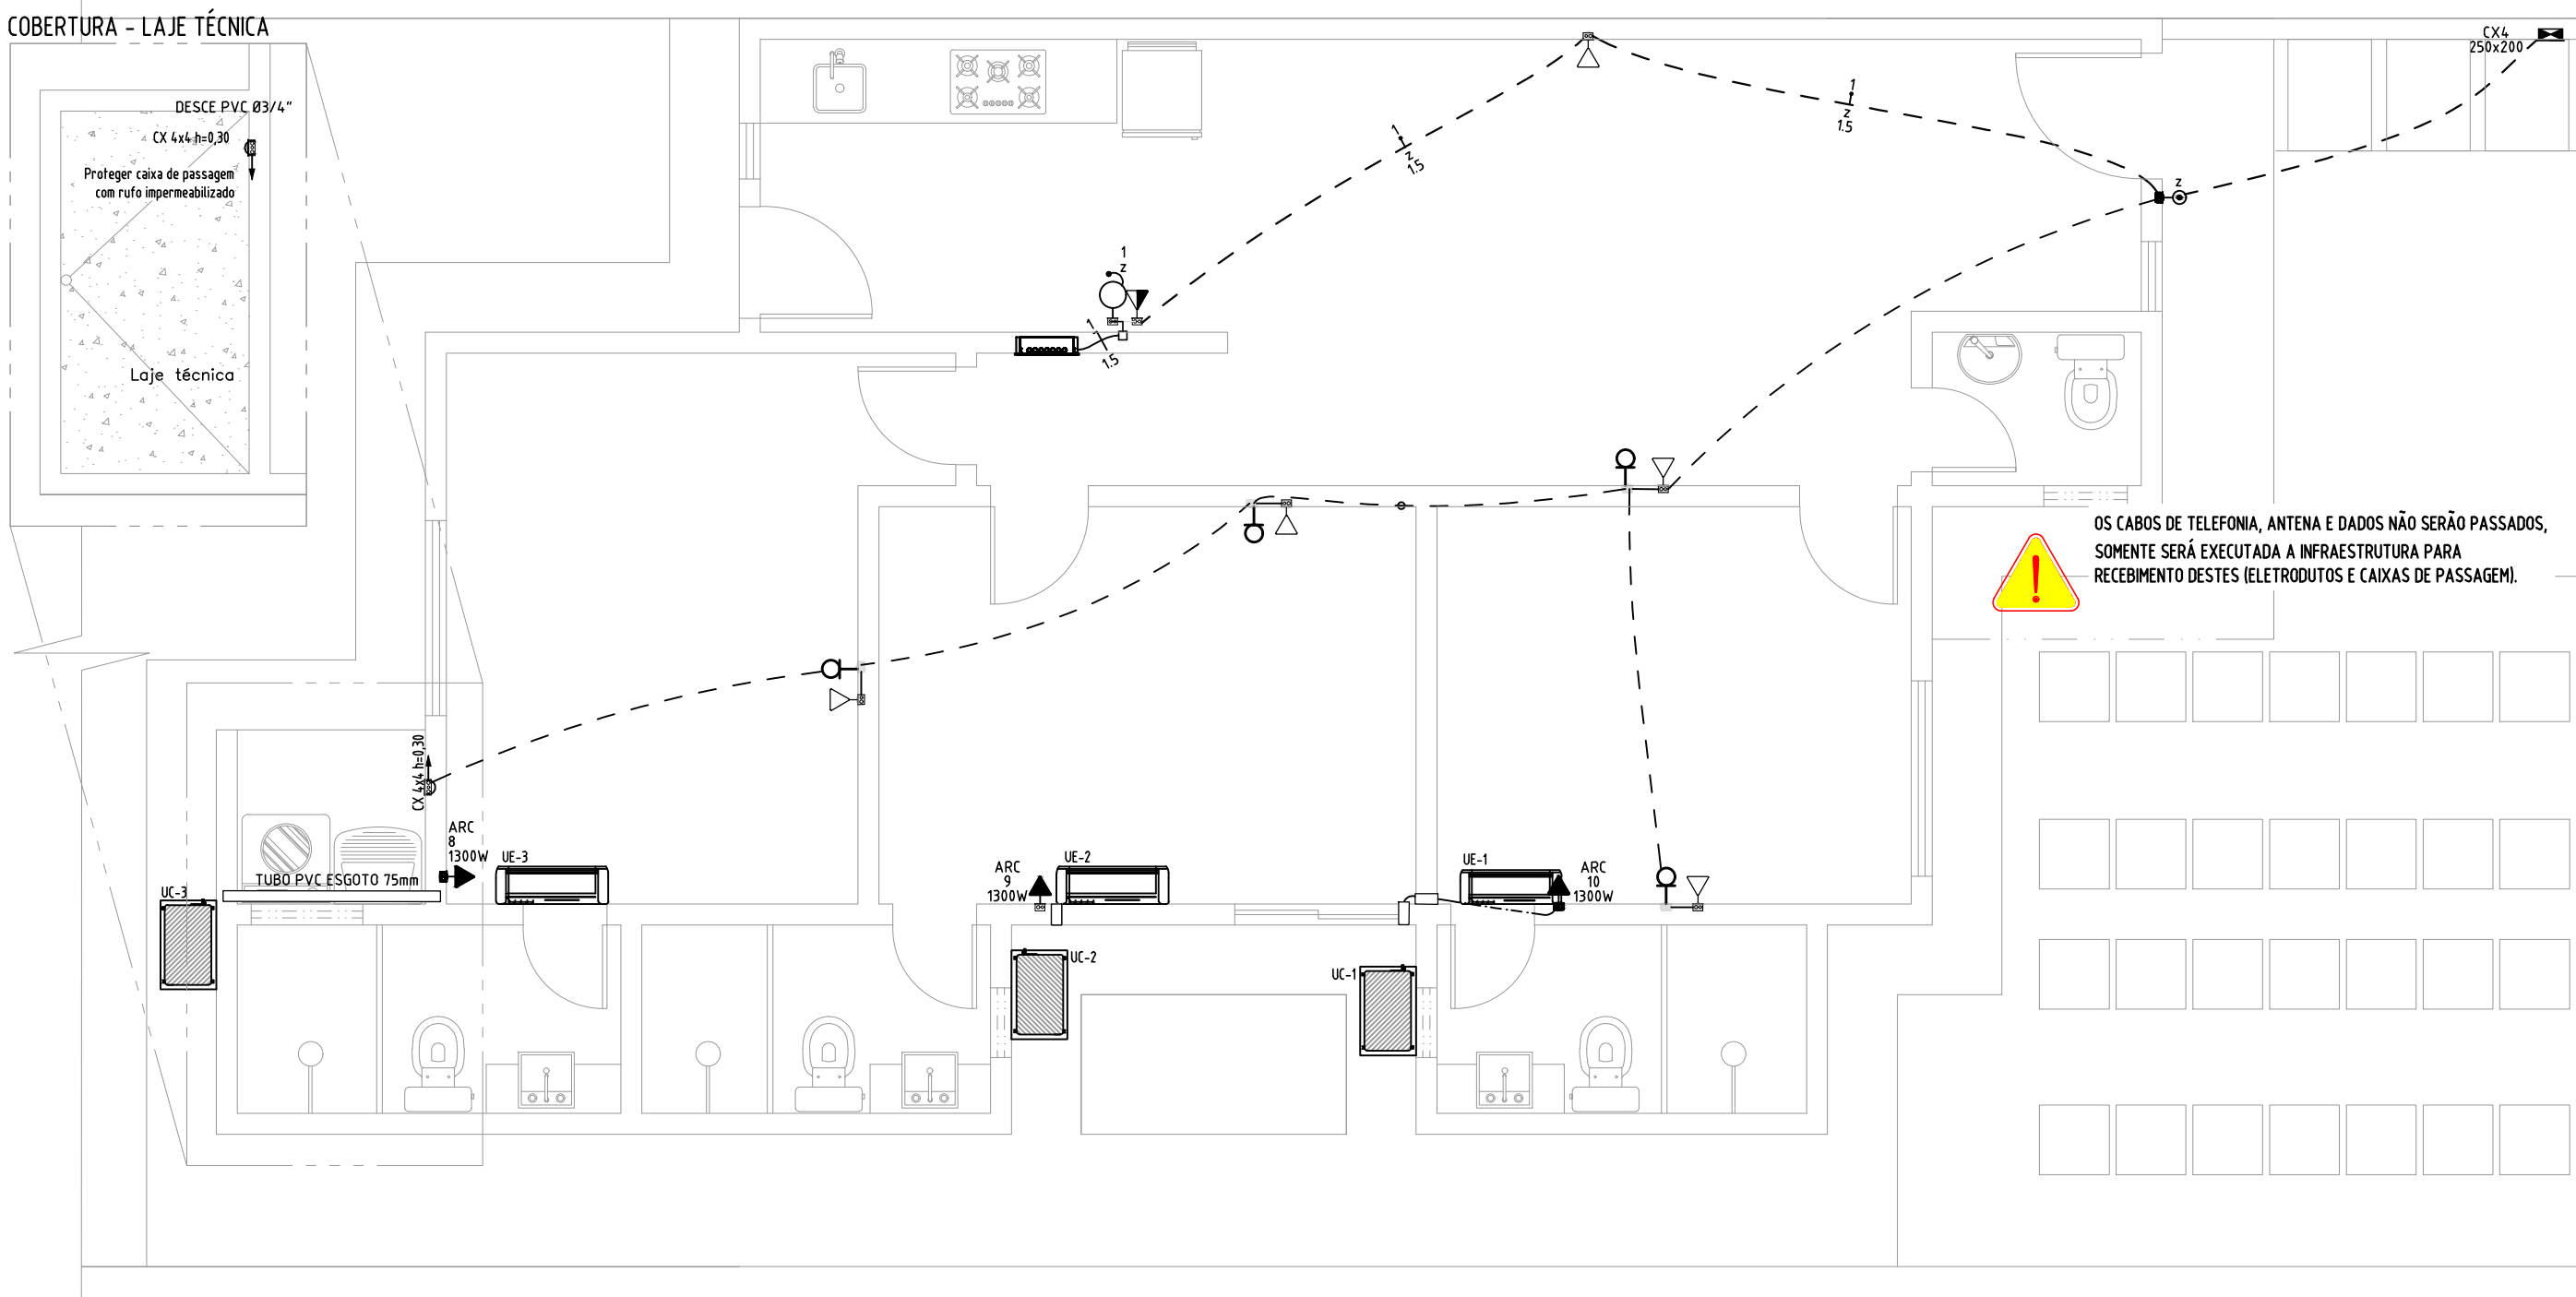 COBERTURA - LAJE TÉCNICA
DESCE PVC Ø3/4"
CX 4x4 h=0,30
Proteger caixa de passagem
com rufo impermeabilizado
Laje técnica
CX4
250x200
1
z
1.5
1
z
1.5
z
1
z
1
1.5
OS CABOS DE TELEFONIA, ANTENA E DADOS NÃO SERÃO PASSADOS,
SOMENTE SERÁ EXECUTADA A INFRAESTRUTURA PARA
RECEBIMENTO DESTES (ELETRODUTOS E CAIXAS DE PASSAGEM).
CX 4x4 h=0,30
ARC
8
1300W
UE-3
TUBO PVC ESGOTO 75mm
UC-3
ARC
9
1300W
UE-2
UE-1
ARC
10
1300W
UC-2
UC-1